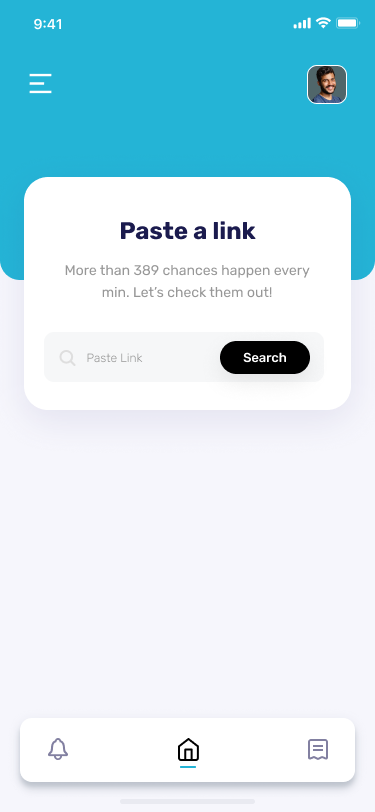 9:41
Paste a link
More than 389 chances happen every
min. Let’s check them out!
Paste Link
Search